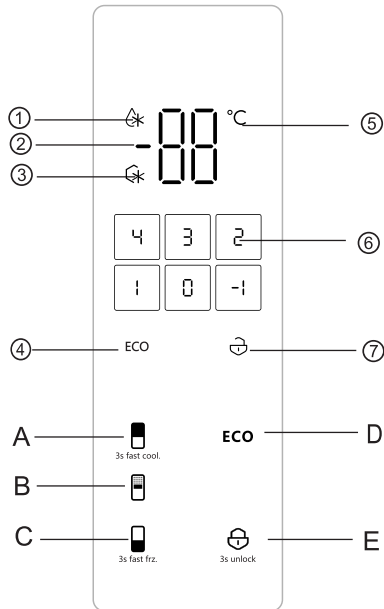 ①
②
-88 °C
⑤
③
4 3 2
⑥
1 0 -1
④
ECO
⑦
A
3s fast cool.
ECO
D
B
C
3s fast frz.
3s unlock
E